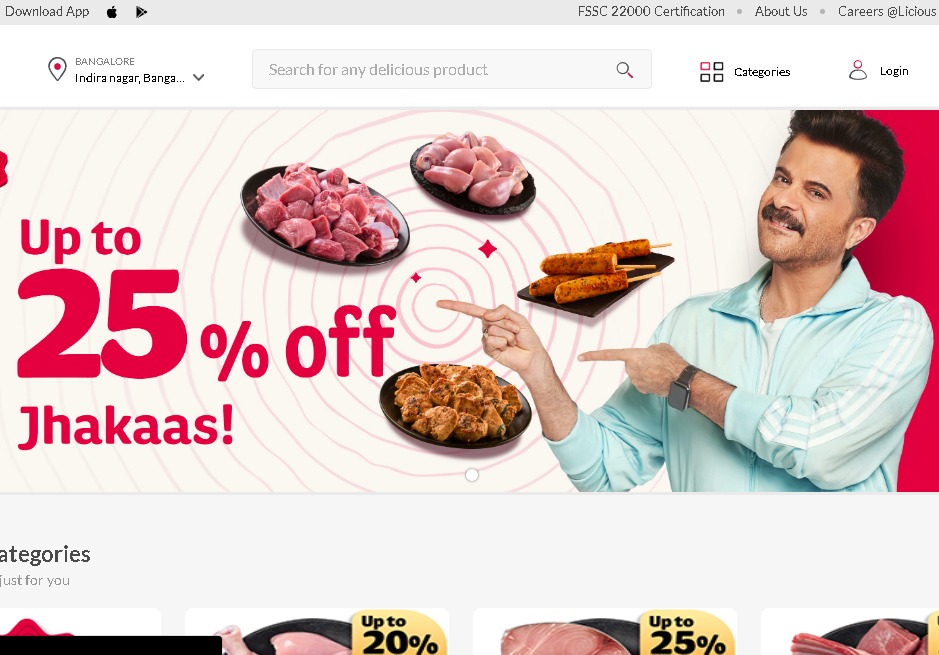 Download App
FSSC 22000 Certification • About Us • Careers @Licious
BANGALORE
Indira nagar, Banga...
Search for any delicious product
Categories
Login
Up to
25% off
Jhakaas!
ategories
just for you
Up to
20%
Up to
25%